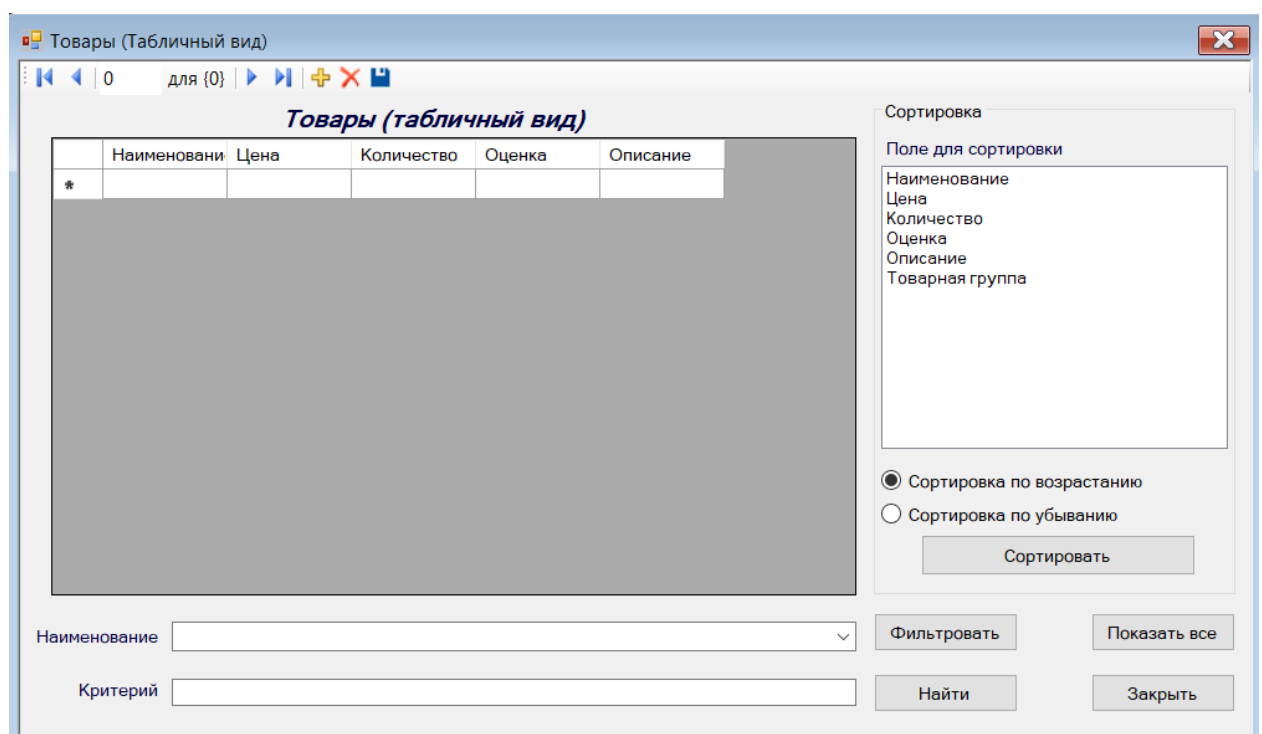 Товары (Табличный вид)
0 для {0}
Товары (табличный вид)
Наименовани Цена Количество Оценка Описание
*
Сортировка
Поле для сортировки
Наименование
Цена
Количество
Оценка
Описание
Товарная группа
Сортировка по возрастанию
Сортировка по убыванию
Сортировать
Наименование
Фильтровать
Показать все
Критерий
Найти
Закрыть